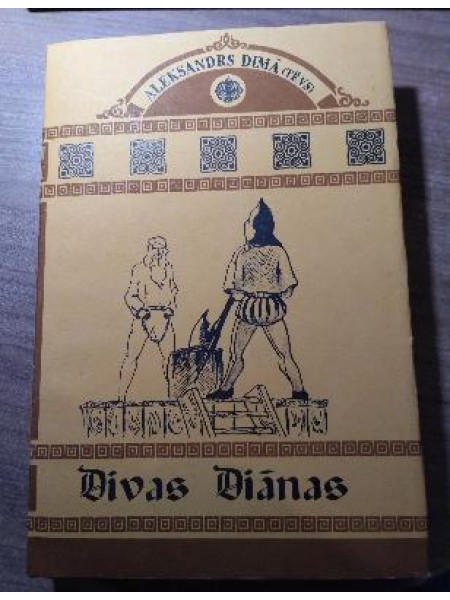 ALEKSANDRS DIMĀ (TĒVS)
Divas Diānas